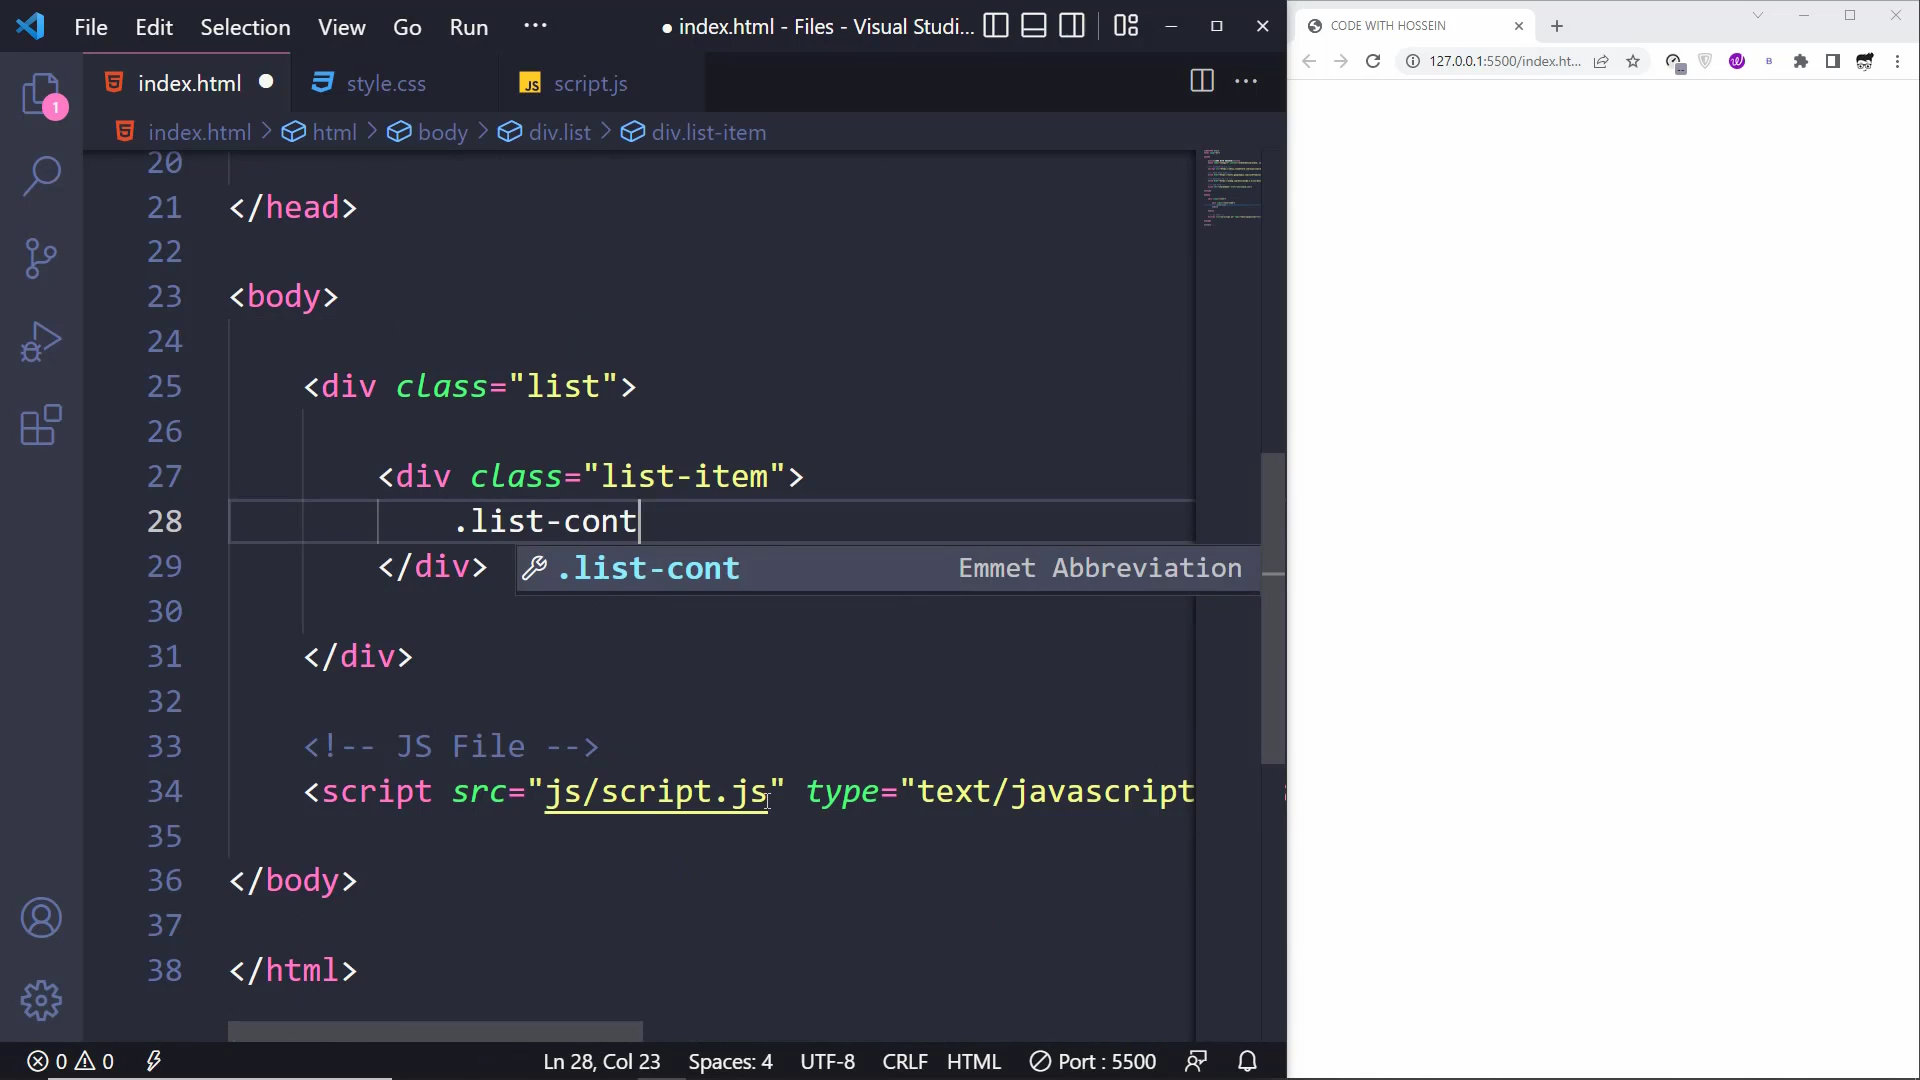 File Edit Selection View Go Run ··· ● index.html - Files - Visual Studi...
index.html ● style.css JS script.js ···
1
index.html > html > body > div.list > div.list-item
20
21 </head>
22
23 <body>
24
25 <div class="list">
26
27 <div class="list-item">
28 .list-cont
29 </div>
.list-cont Emmet Abbreviation
30
31 </div>
32
33 <!-- JS File -->
34 <script src="js/script.js" type="text/javascript
35
36 </body>
37
38 </html>
0 0 Ln 28, Col 23 Spaces: 4 UTF-8 CRLF HTML Port : 5500
CODE WITH HOSSEIN
127.0.0.1:5500/index.ht...
B